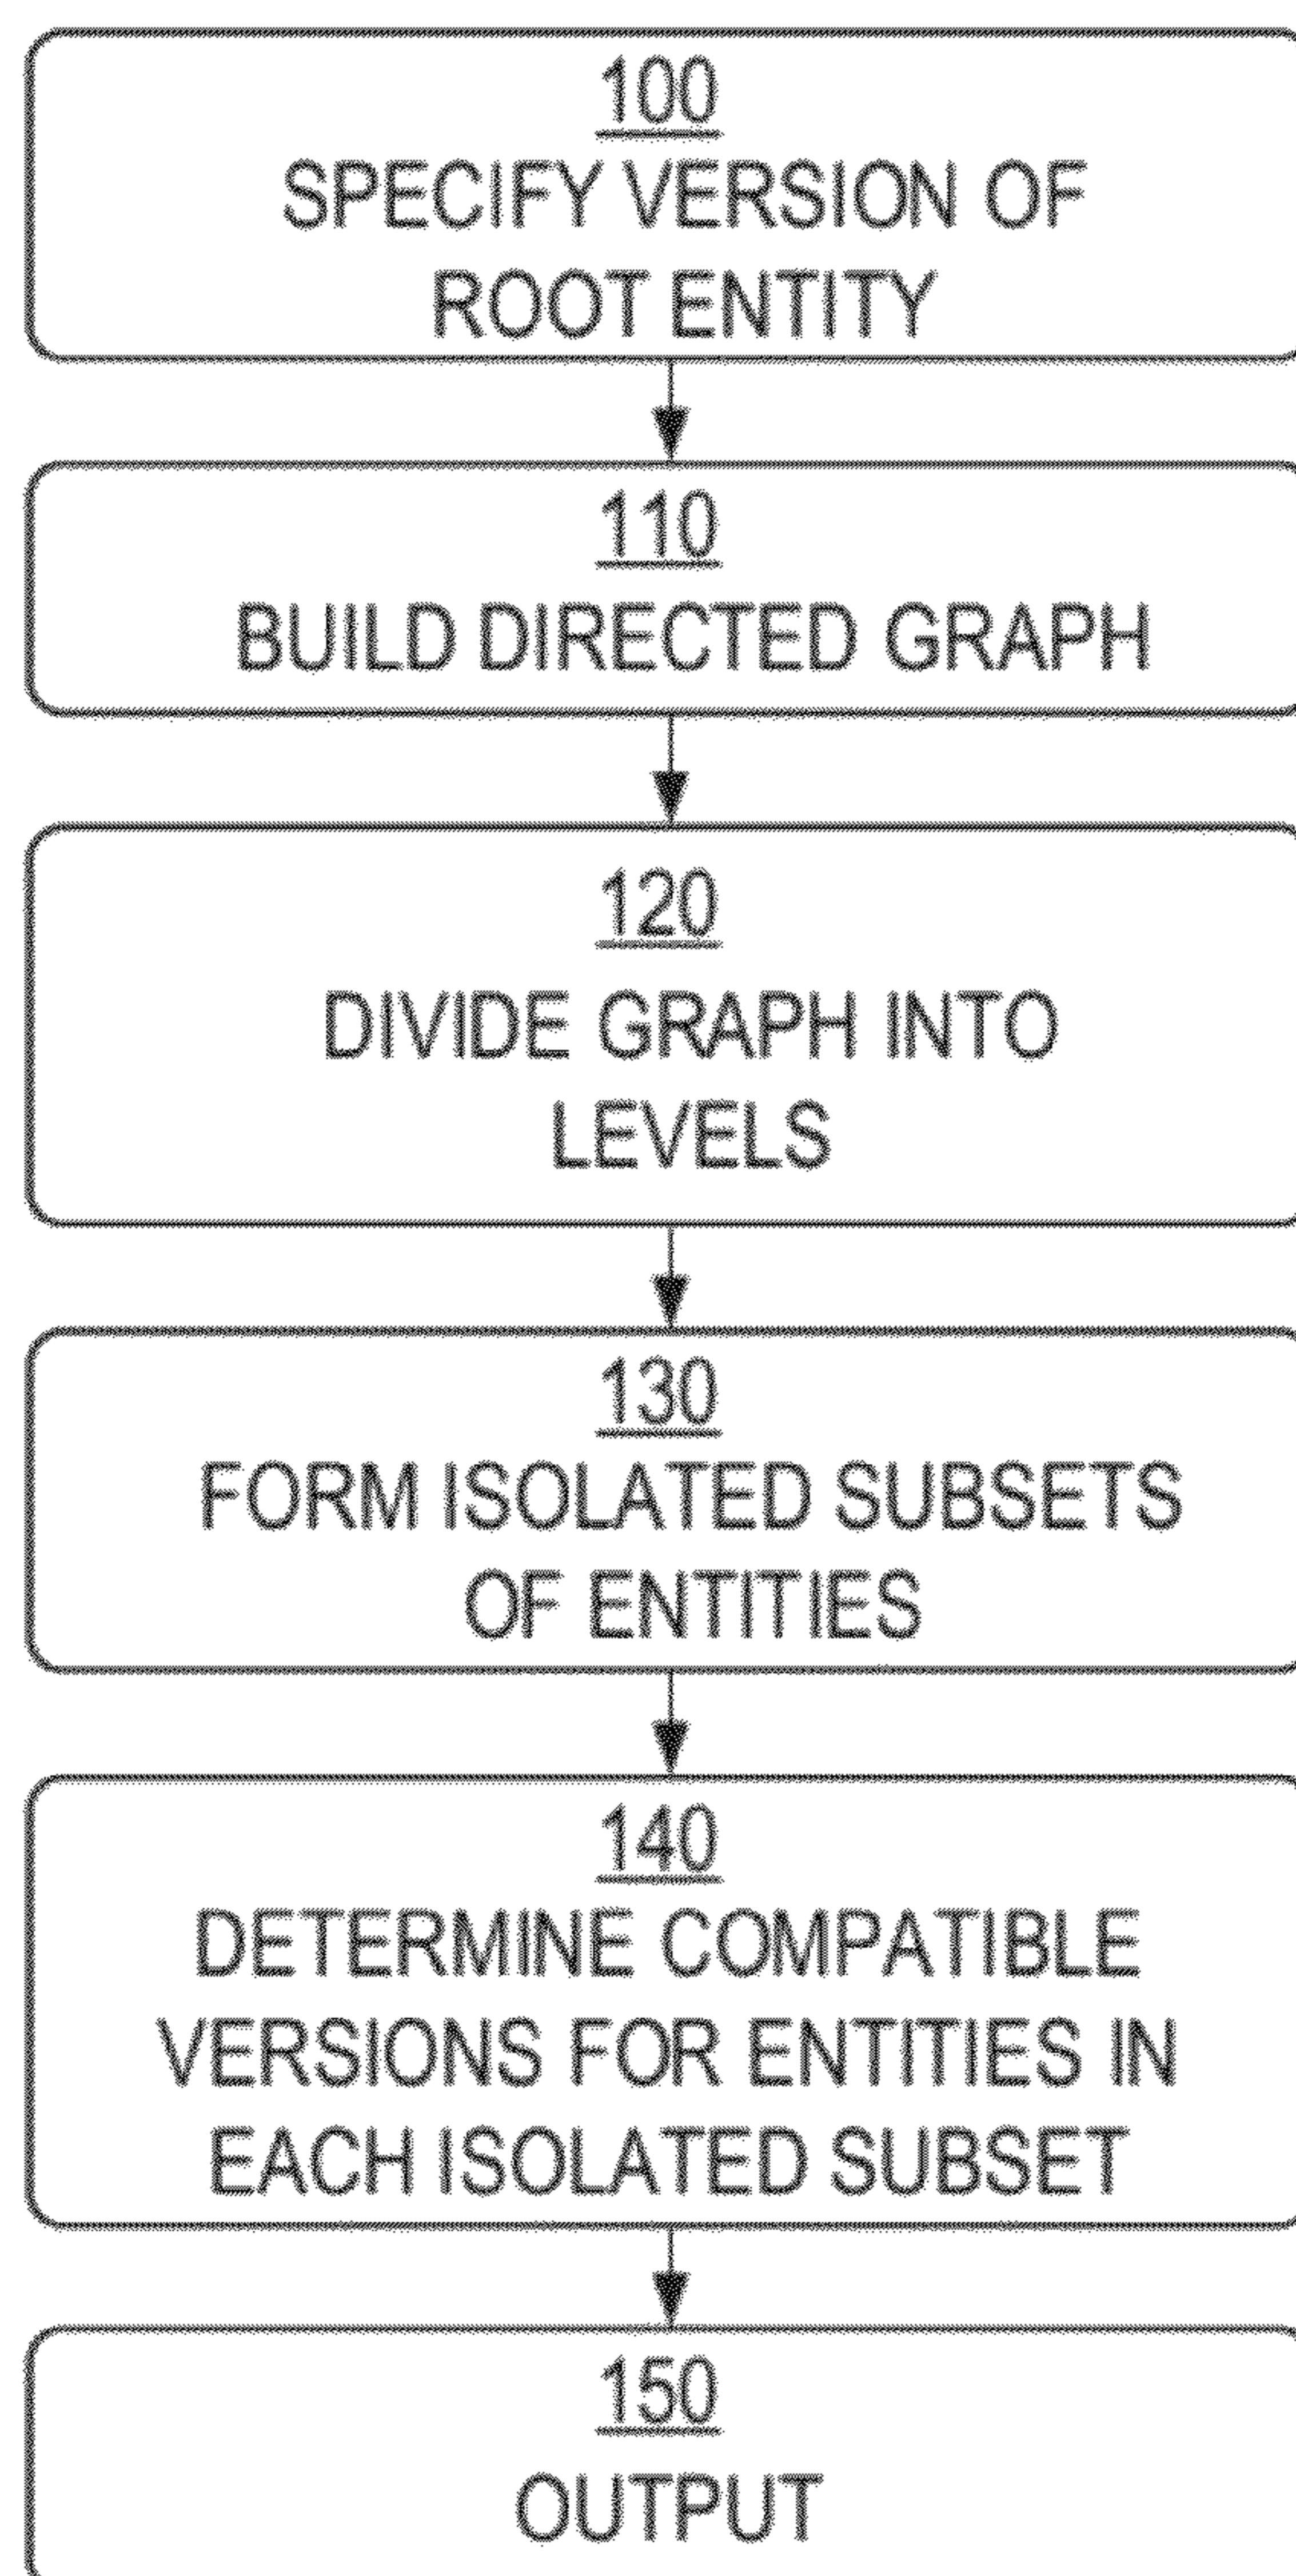 100
SPECIFY VERSION OF
ROOT ENTITY
110
BUILD DIRECTED GRAPH
120
DIVIDE GRAPH INTO
LEVELS
130
FORM ISOLATED SUBSETS
OF ENTITIES
140
DETERMINE COMPATIBLE
VERSIONS FOR ENTITIES IN
EACH ISOLATED SUBSET
150
OUTPUT